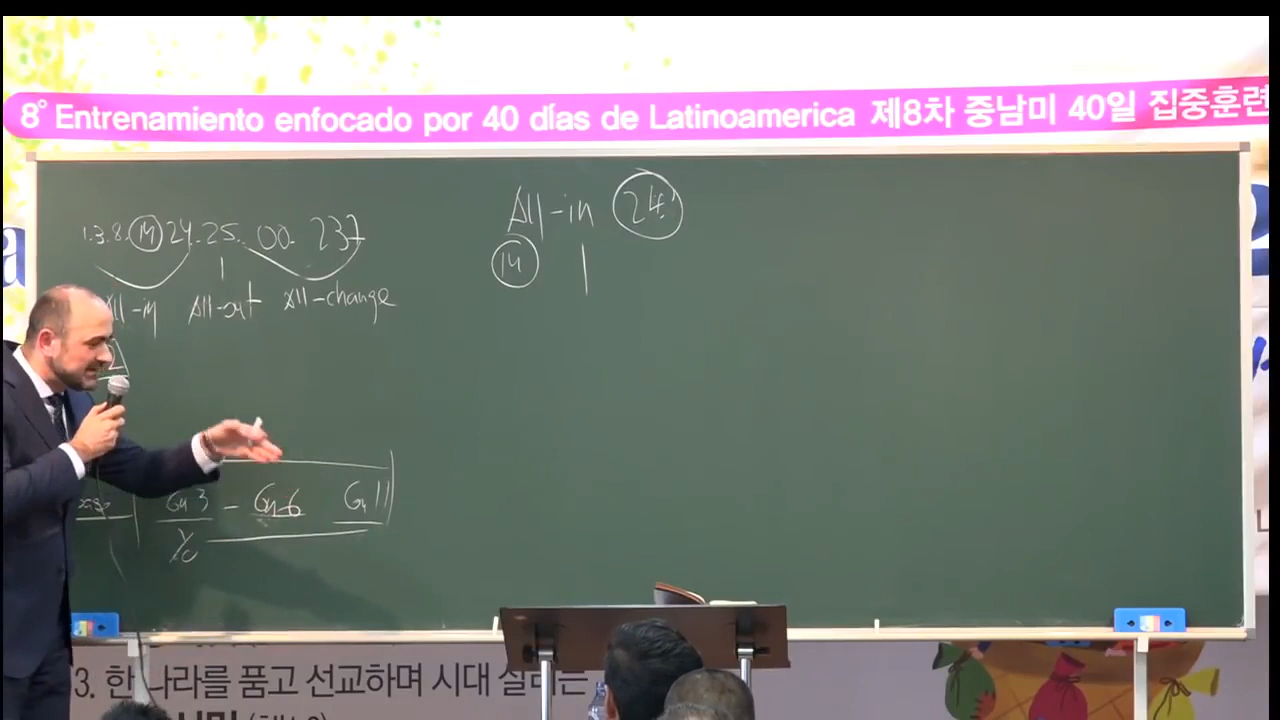 8° Entrenamiento enfocado por 40 días de Latinoamerica 제8차 중남미 40일 집중훈련
All-in 24
14
1.3.8. 14 24. 25. 00. 237
All-in All-out All-change
2
Gn 3 - Gn 6 Gn 11
Yo
3. 한 나라를 품고 선교하며 시대 살리는